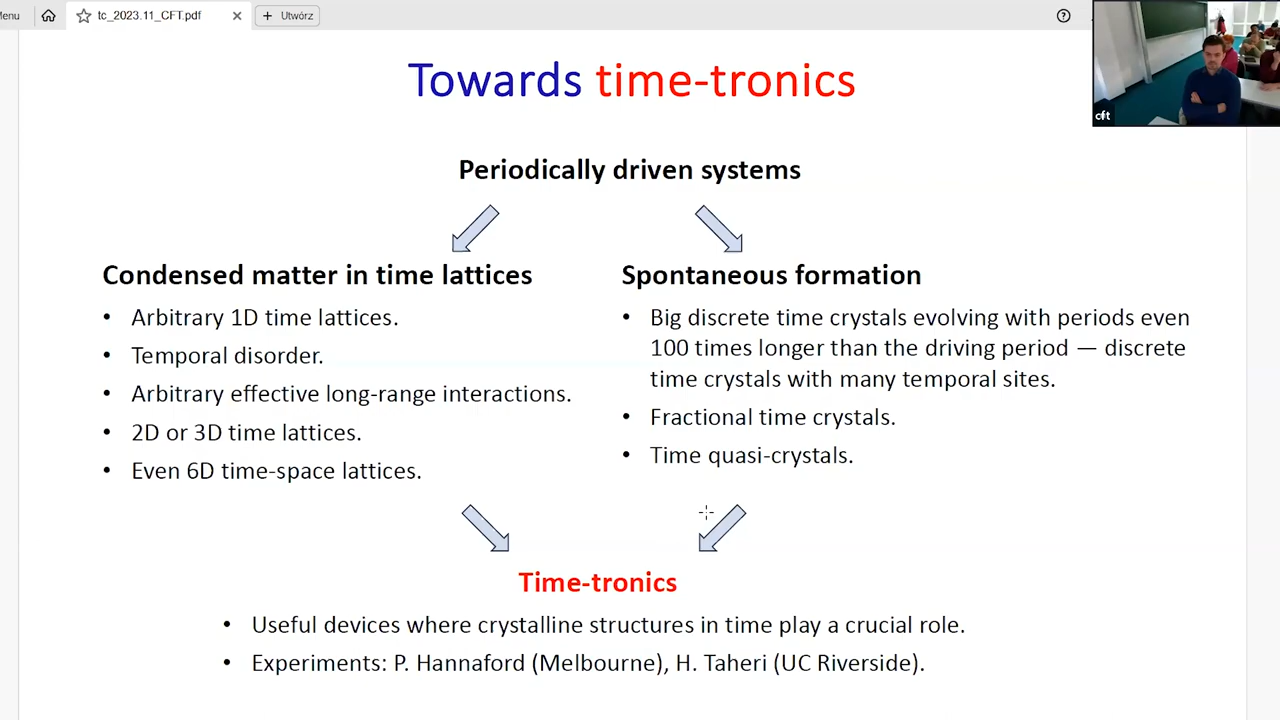 Menu
tc_2023.11_CFT.pdf
Utwórz
cft
Towards time-tronics
Periodically driven systems
Condensed matter in time lattices
• Arbitrary 1D time lattices.
• Temporal disorder.
• Arbitrary effective long-range interactions.
• 2D or 3D time lattices.
• Even 6D time-space lattices.
Spontaneous formation
• Big discrete time crystals evolving with periods even
100 times longer than the driving period — discrete
time crystals with many temporal sites.
• Fractional time crystals.
• Time quasi-crystals.
Time-tronics
• Useful devices where crystalline structures in time play a crucial role.
• Experiments: P. Hannaford (Melbourne), H. Taheri (UC Riverside).